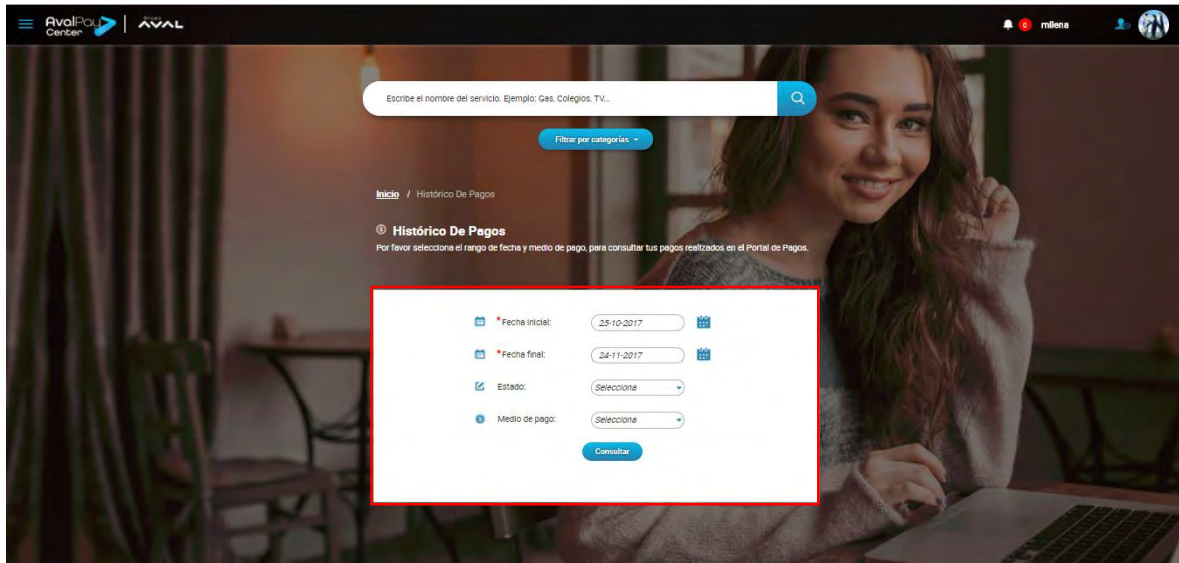 AvalPay
Center
Grupo
AVAL
0
milena
Escribe el nombre del servicio. Ejemplo: Gas, Colegios, TV...
Filtrar por categorías
Inicio / Histórico De Pagos
Histórico De Pagos
Por favor selecciona el rango de fecha y medio de pago, para consultar tus pagos realizados en el Portal de Pagos.
*Fecha inicial: 25-10-2017
*Fecha final: 24-11-2017
Estado: Selecciona
Medio de pago: Selecciona
Consultar